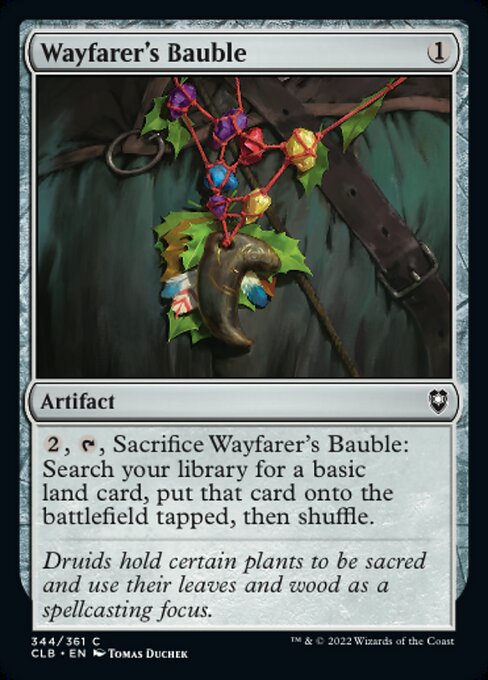 Wayfarer's Bauble 1
Artifact
2, , Sacrifice Wayfarer's Bauble:
Search your library for a basic
land card, put that card onto the
battlefield tapped, then shuffle.
Druids hold certain plants to be sacred
and use their leaves and wood as a
spellcasting focus.
344/361 C ™ & © 2022 Wizards of the Coast
CLB • EN Tomas Duchek